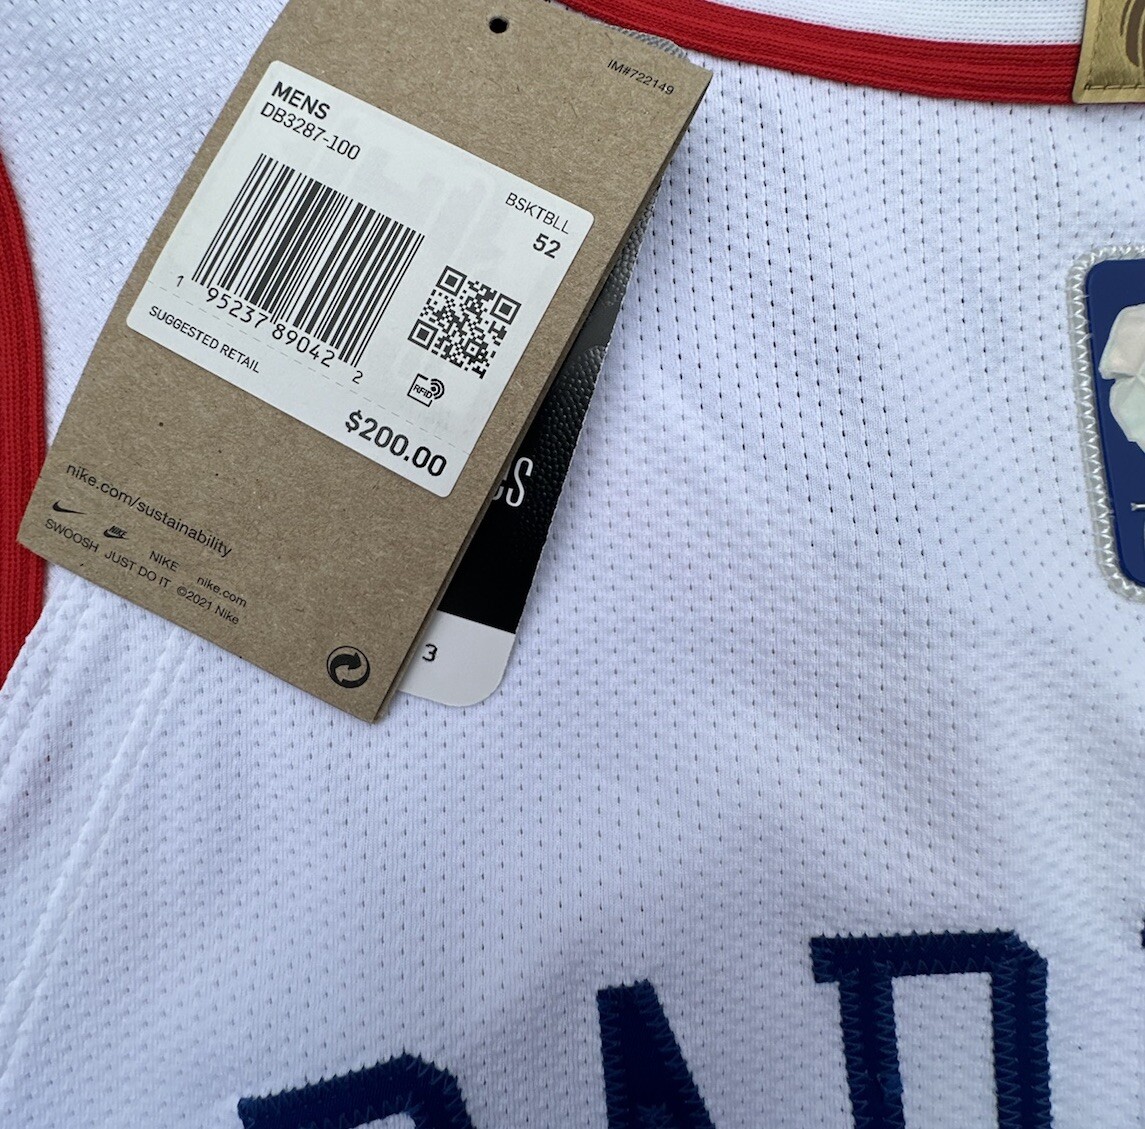 IM#722149
MENS
DB3287-100
BSKTBLL
52
1 95237 89042 2
SUGGESTED RETAIL
RFID
$200.00
nike.com/sustainability
NIKE
SWOOSH JUST DO IT NIKE nike.com
©2021 Nike
3